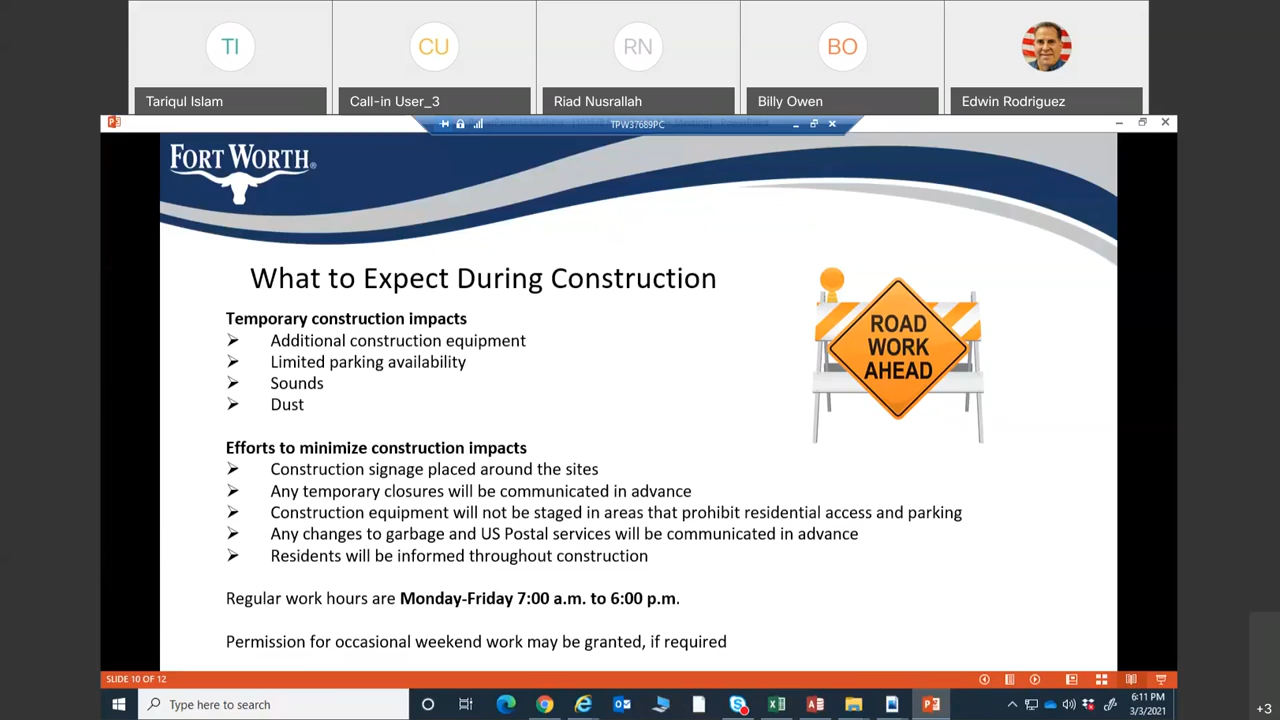 TI
CU
RN
BO
Tariqul Islam
Call-in User_3
Riad Nusrallah
Billy Owen
Edwin Rodriguez
TPW37689PC
FORT WORTH®
What to Expect During Construction
Temporary construction impacts
Additional construction equipment
Limited parking availability
Sounds
Dust
ROAD
WORK
AHEAD
Efforts to minimize construction impacts
Construction signage placed around the sites
Any temporary closures will be communicated in advance
Construction equipment will not be staged in areas that prohibit residential access and parking
Any changes to garbage and US Postal services will be communicated in advance
Residents will be informed throughout construction
Regular work hours are Monday-Friday 7:00 a.m. to 6:00 p.m.
Permission for occasional weekend work may be granted, if required
SLIDE 10 OF 12
Type here to search
6:11 PM
3/3/2021
+3